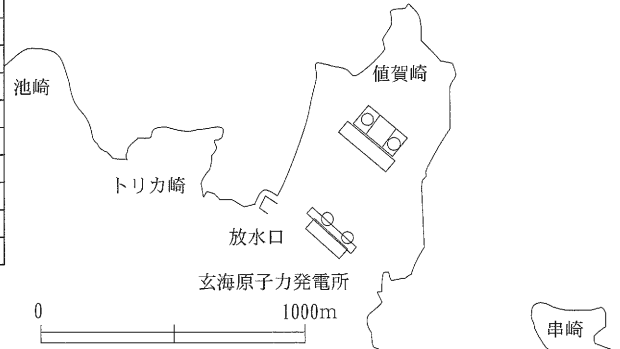 値賀崎
池崎
トリカ崎
放水口
玄海原子力発電所
0 1000m
串崎